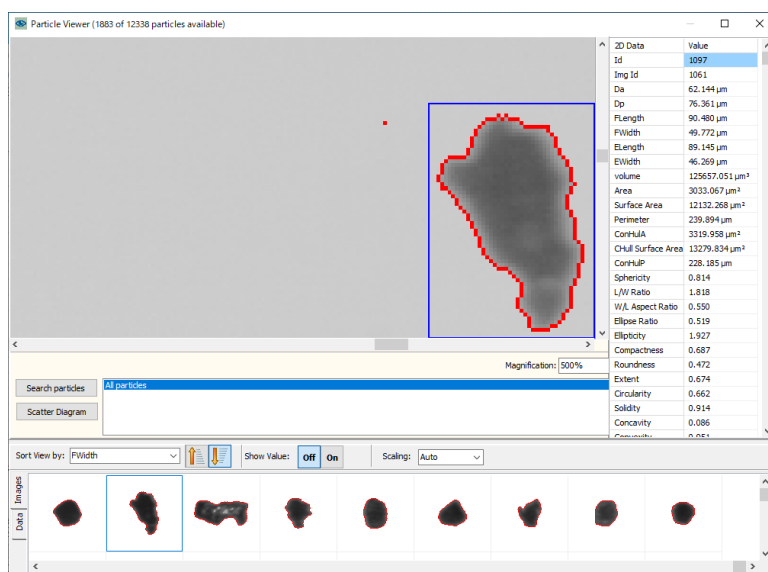 Particle Viewer (1883 of 12338 particles available)
2D Data Value
Id 1097
Img Id 1061
Da 62.144 µm
Dp 76.361 µm
FLength 90.480 µm
FWidth 49.772 µm
ELength 89.145 µm
EWidth 46.269 µm
volume 125657.051 µm³
Area 3033.067 µm²
Surface Area 12132.268 µm²
Perimeter 239.894 µm
ConHulA 3319.958 µm²
CHull Surface Area 13279.834 µm²
ConHulP 228.185 µm
Sphericity 0.814
L/W Ratio 1.818
W/L Aspect Ratio 0.550
Ellipse Ratio 0.519
Ellipticity 1.927
Compactness 0.687
Roundness 0.472
Extent 0.674
Circularity 0.662
Solidity 0.914
Concavity 0.086
Convexity 0.951
Magnification: 500%
Search particles
All particles
Scatter Diagram
Sort View by: FWidth Show Value: Off On Scaling: Auto
Images
Data